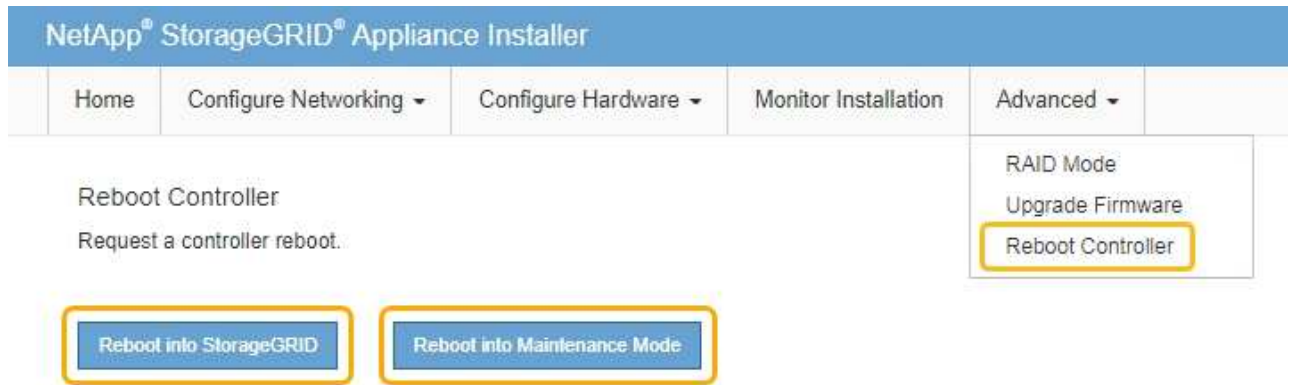 NetApp® StorageGRID® Appliance Installer
Home Configure Networking Configure Hardware Monitor Installation Advanced
RAID Mode
Upgrade Firmware
Reboot Controller
Reboot Controller
Request a controller reboot.
Reboot into StorageGRID Reboot into Maintenance Mode